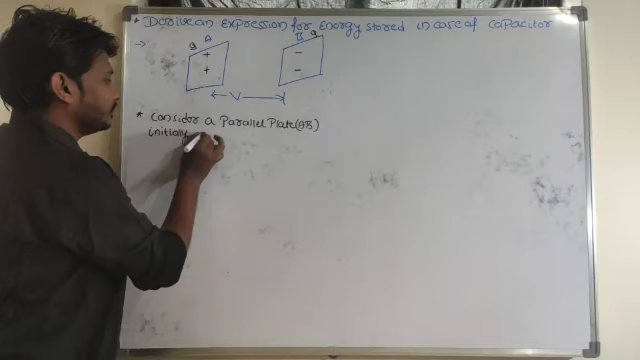 * Derive an expression for Energy stored in case of capacitor
→ q A B q
+ −
+ −
← V →
* Consider a Parallel Plate (AB)
initially